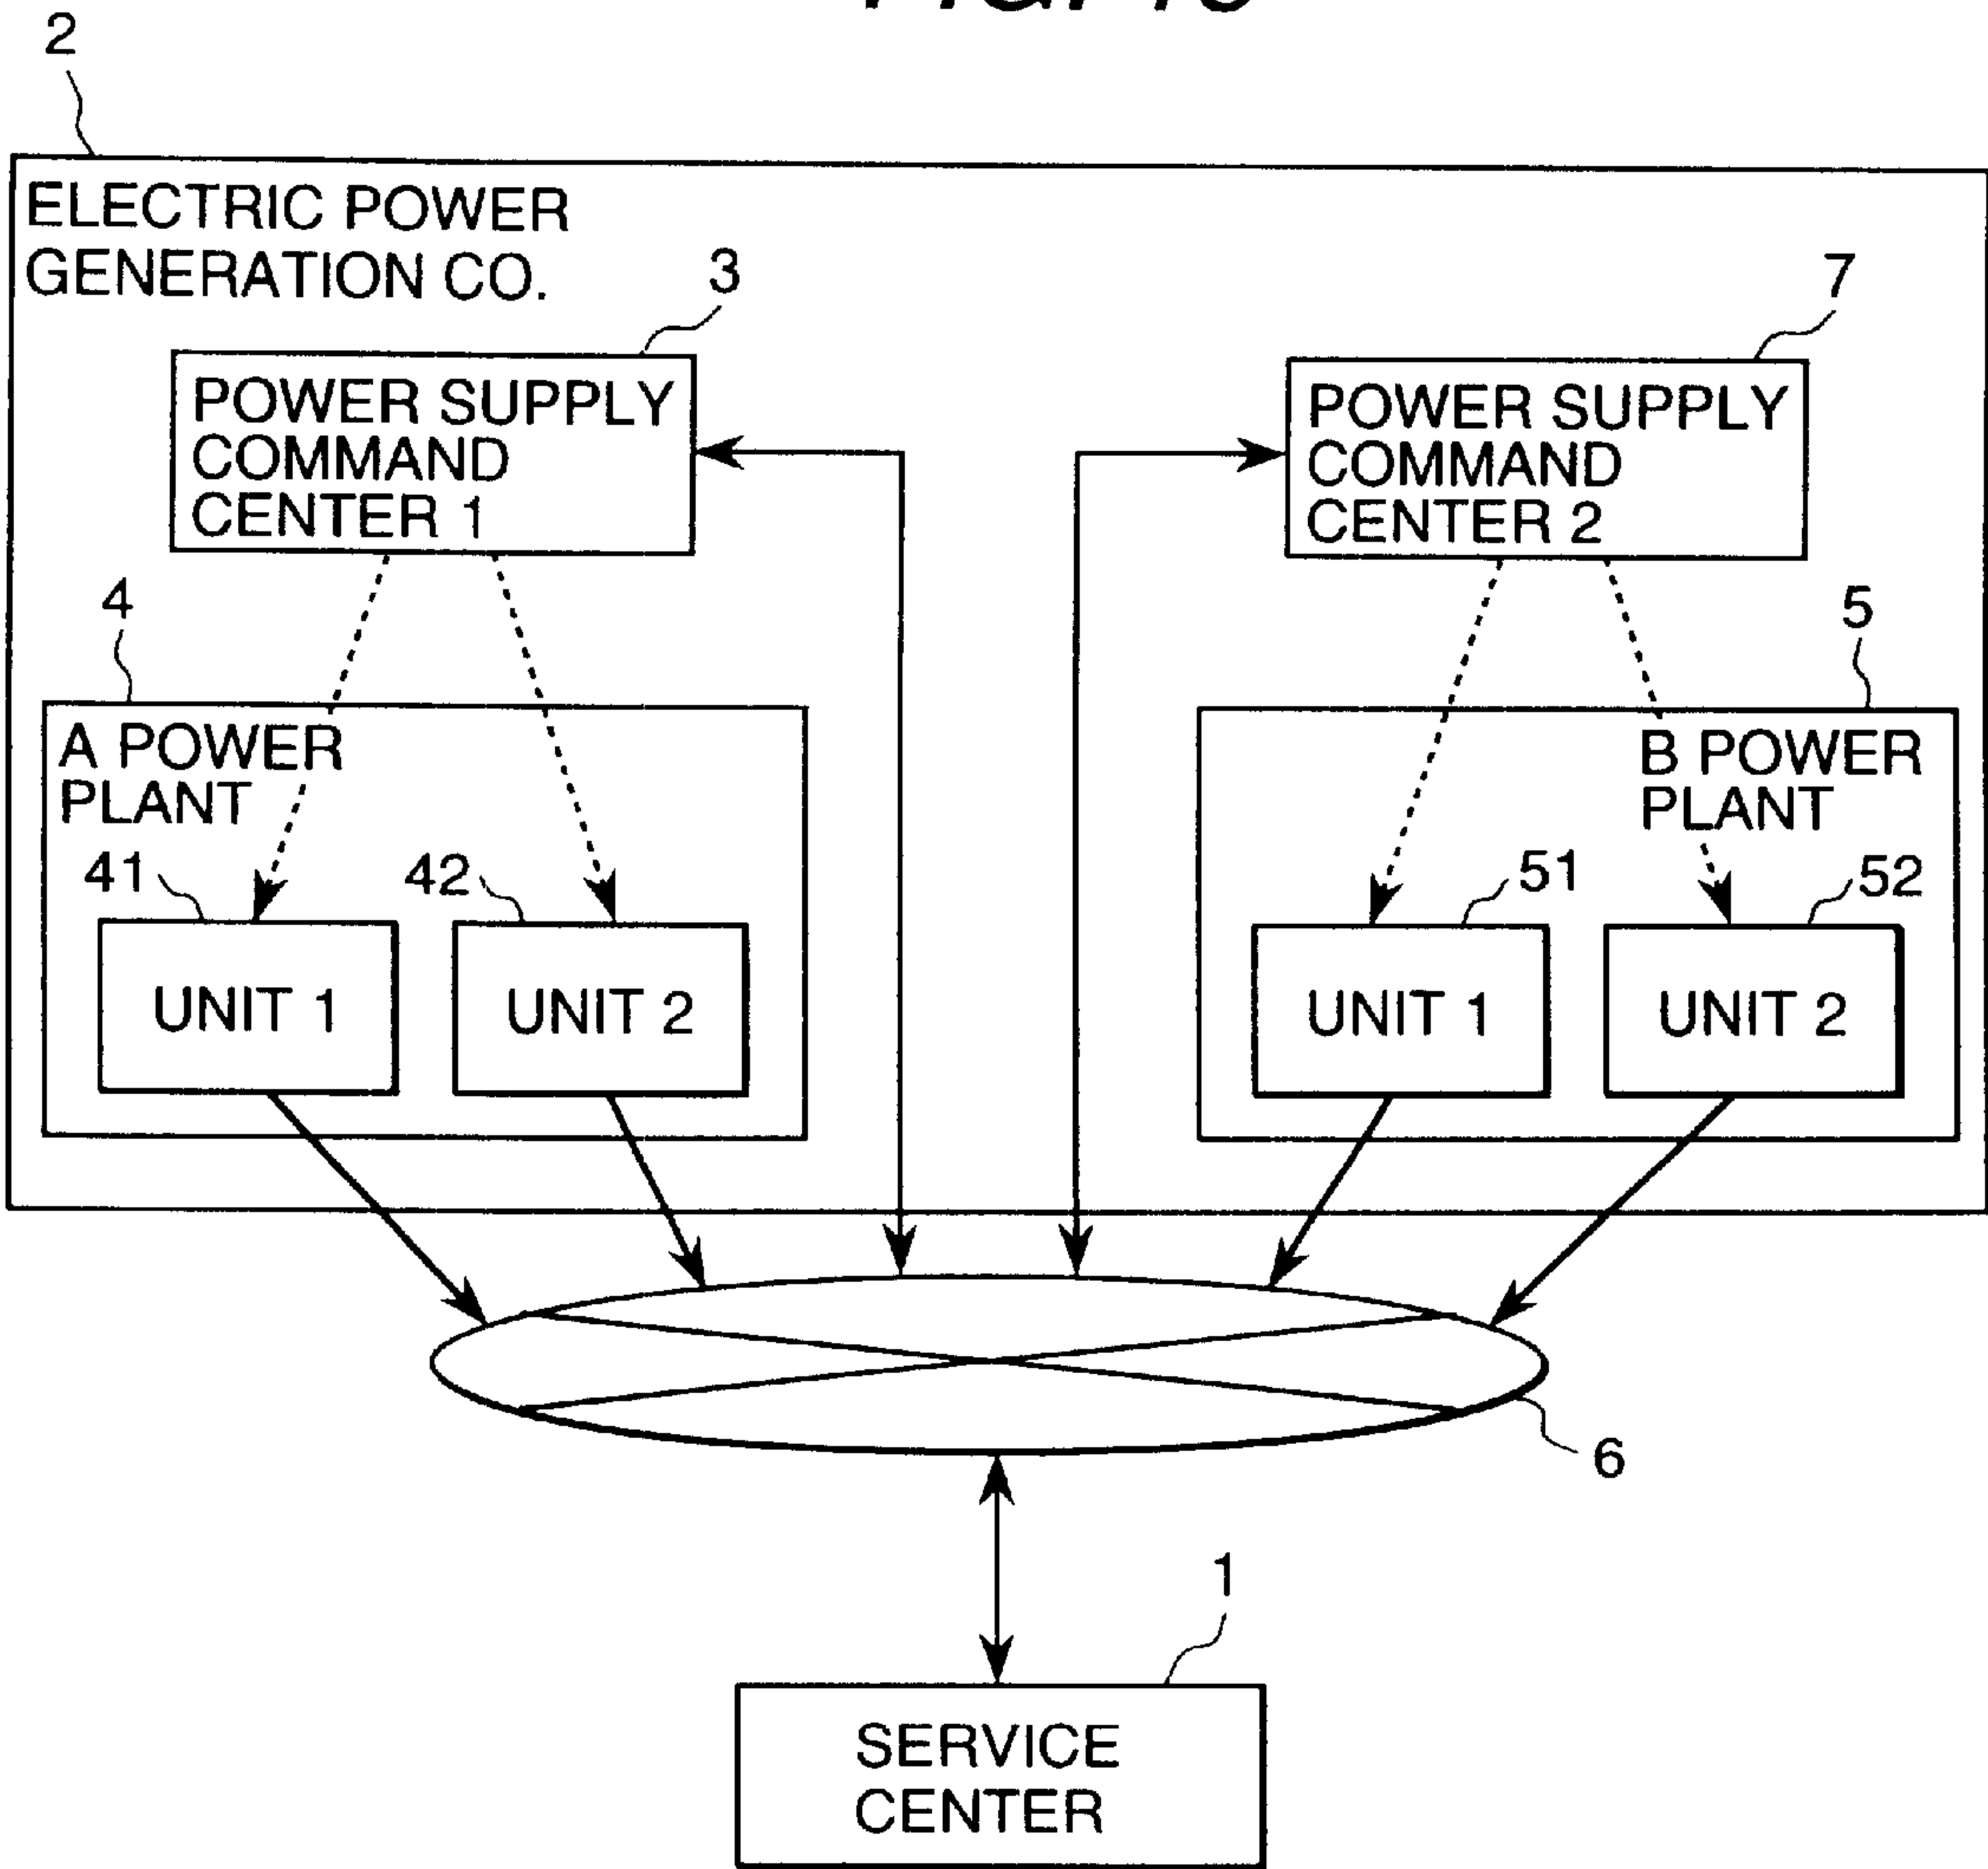 2
ELECTRIC POWER
GENERATION CO.
3
7
POWER SUPPLY
COMMAND
CENTER 1
POWER SUPPLY
COMMAND
CENTER 2
4
5
A POWER
PLANT
B POWER
PLANT
41
42
51
52
UNIT 1
UNIT 2
UNIT 1
UNIT 2
6
1
SERVICE
CENTER